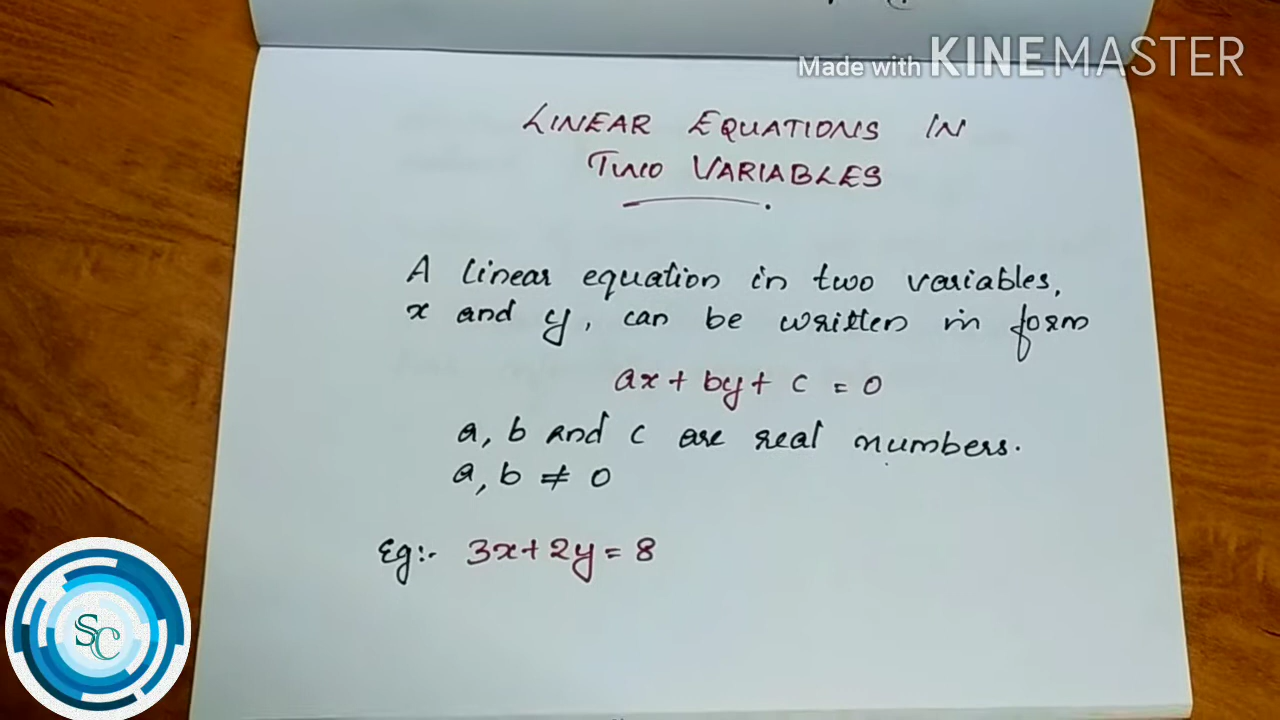 Made with KINEMASTER
LINEAR EQUATIONS IN
TWO VARIABLES
A linear equation in two variables,
x and y, can be written in form
ax + by + c = 0
a, b and c are real numbers.
a, b ≠ 0
Eg:- 3x + 2y = 8
SC